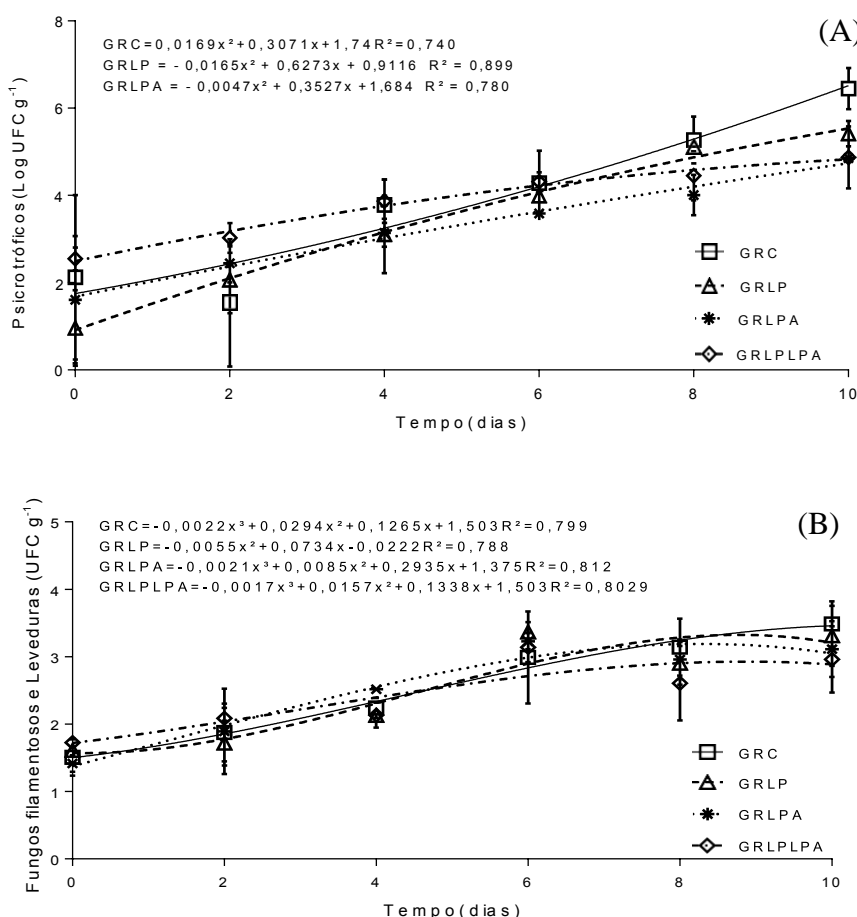 (A)
GRC=0,0169x²+0,3071x+1,74R²=0,740
GRLP = -0,0165x² + 0,6273x + 0,9116 R² = 0,899
GRLPA = -0,0047x² + 0,3527x +1,684 R² = 0,780
Psicrotróficos (Log UFC g⁻¹)
8
6
4
2
0
GRC
GRLP
GRLPA
GRLPLPA
0 2 4 6 8 10
Tempo (dias)
(B)
GRC=-0,0022x³+0,0294x²+0,1265x+1,503R²=0,799
GRLP=-0,0055x²+0,0734x-0,0222R²=0,788
GRLPA=-0,0021x³+0,0085x²+0,2935x+1,375R²=0,812
GRLPLPA=-0,0017x³+0,0157x²+0,1338x+1,503R²=0,8029
Fungos filamentosos e Leveduras (UFC g⁻¹)
5
4
3
2
1
0
GRC
GRLP
GRLPA
GRLPLPA
0 2 4 6 8 10
Tempo (dias)